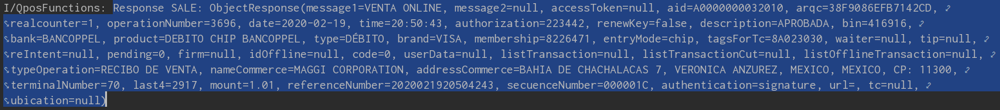 I/QposFunctions: Response SALE: ObjectResponse(message1=VENTA ONLINE, message2=null, accessToken=null, aid=A0000000032010, arqc=38F9086EFB7142CD,
realcounter=1, operationNumber=3696, date=2020-02-19, time=20:50:43, authorization=223442, renewKey=false, description=APROBADA, bin=416916,
bank=BANCOPPEL, product=DEBITO CHIP BANCOPPEL, type=DÉBITO, brand=VISA, membership=8226471, entryMode=chip, tagsForTc=8A023030, waiter=null, tip=null,
reIntent=null, pending=0, firm=null, idOffline=null, code=0, userData=null, listTransaction=null, listTransactionCut=null, listOfflineTransaction=null,
typeOperation=RECIBO DE VENTA, nameCommerce=MAGGI CORPORATION, addressCommerce=BAHIA DE CHACHALACAS 7, VERONICA ANZUREZ, MEXICO, MEXICO, CP: 11300,
terminalNumber=70, last4=2917, mount=1.01, referenceNumber=2020021920504243, secuenceNumber=000001C, authentication=signature, url=, tc=null,
ubication=null)